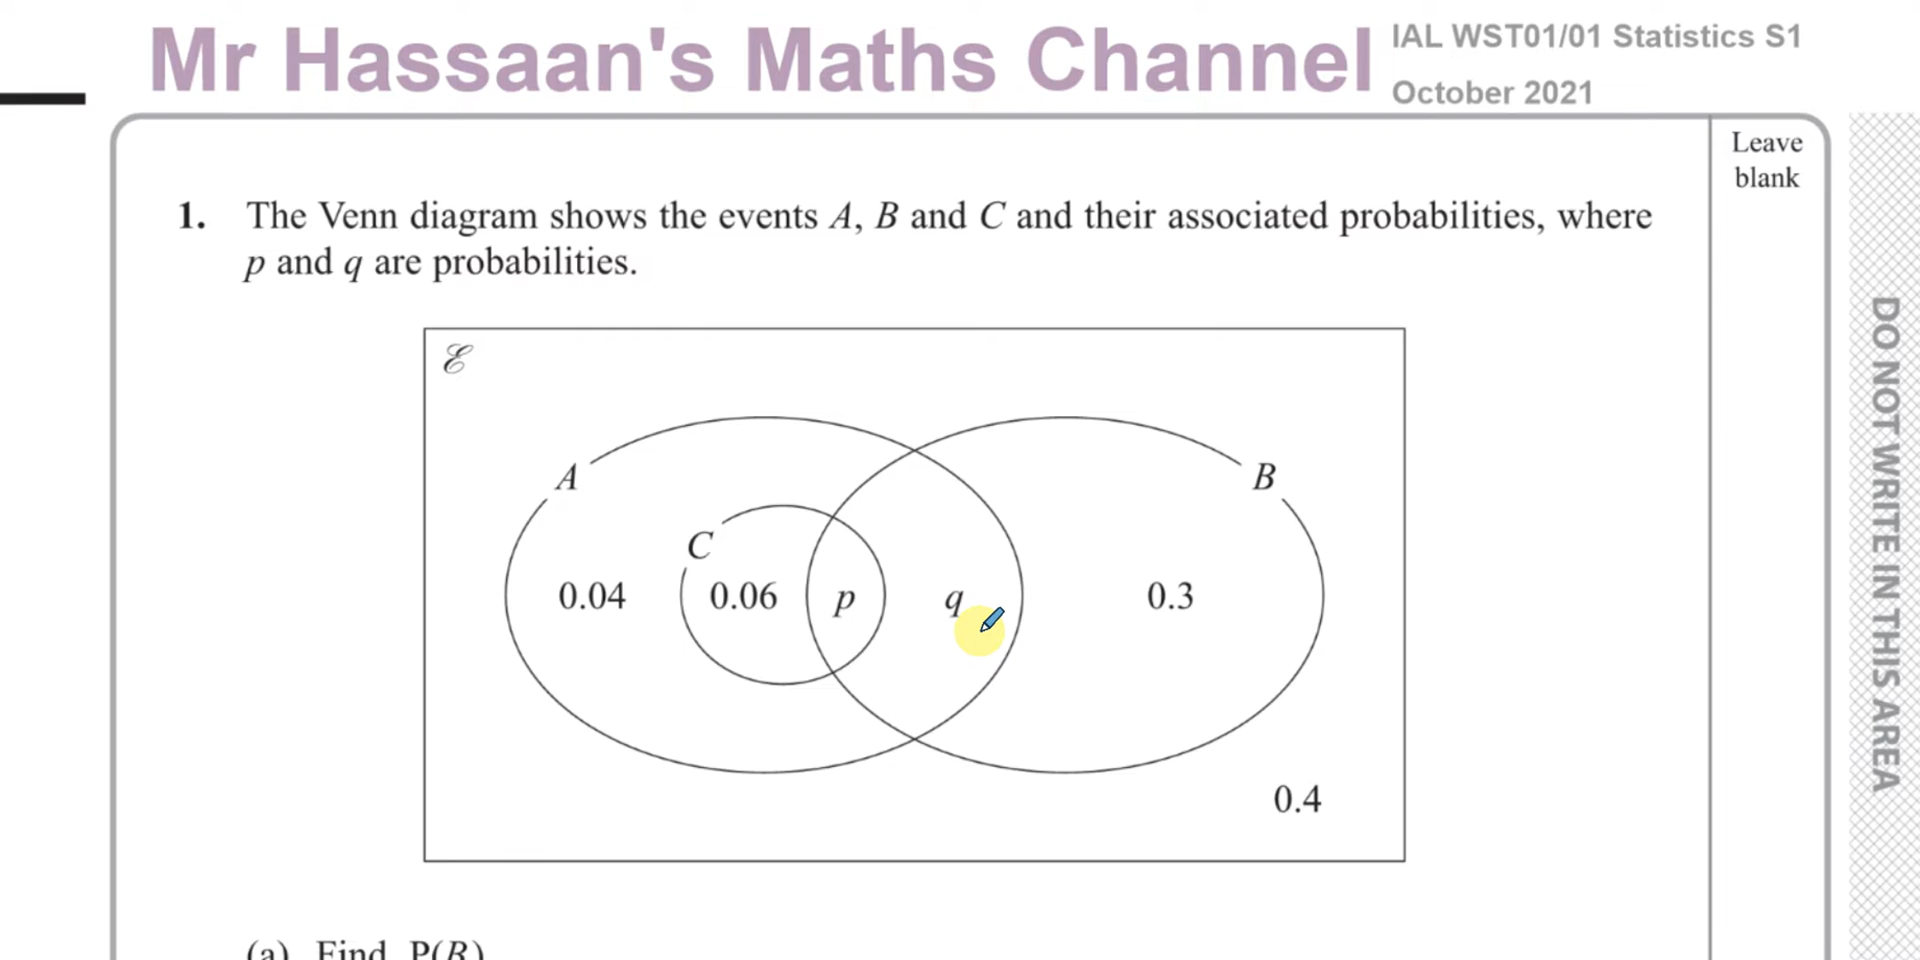 Mr Hassaan's Maths Channel
IAL WST01/01 Statistics S1
October 2021
Leave
blank
1. The Venn diagram shows the events A, B and C and their associated probabilities, where
p and q are probabilities.
ℰ
A
B
C
0.04 0.06 p q 0.3
0.4
(a) Find P(B)
DO NOT WRITE IN THIS AREA